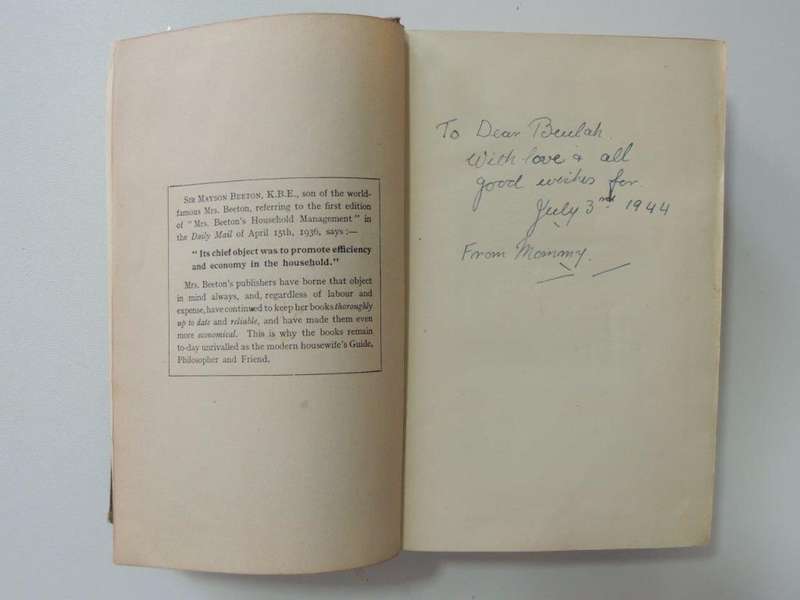 SIR MAYSON BEETON, K.B.E., son of the world-
famous Mrs. Beeton, referring to the first edition
of "Mrs. Beeton's Household Management" in
the Daily Mail of April 15th, 1936, says :—
"Its chief object was to promote efficiency
and economy in the household."
Mrs. Beeton's publishers have borne that object
in mind always, and, regardless of labour and
expense, have continued to keep her books thoroughly
up to date and reliable, and have made them even
more economical. This is why the books remain
to-day unrivalled as the modern housewife's Guide,
Philosopher and Friend.
To Dear Beulah.
With love & all
good wishes for.
July 3rd 1944
From Mommy.